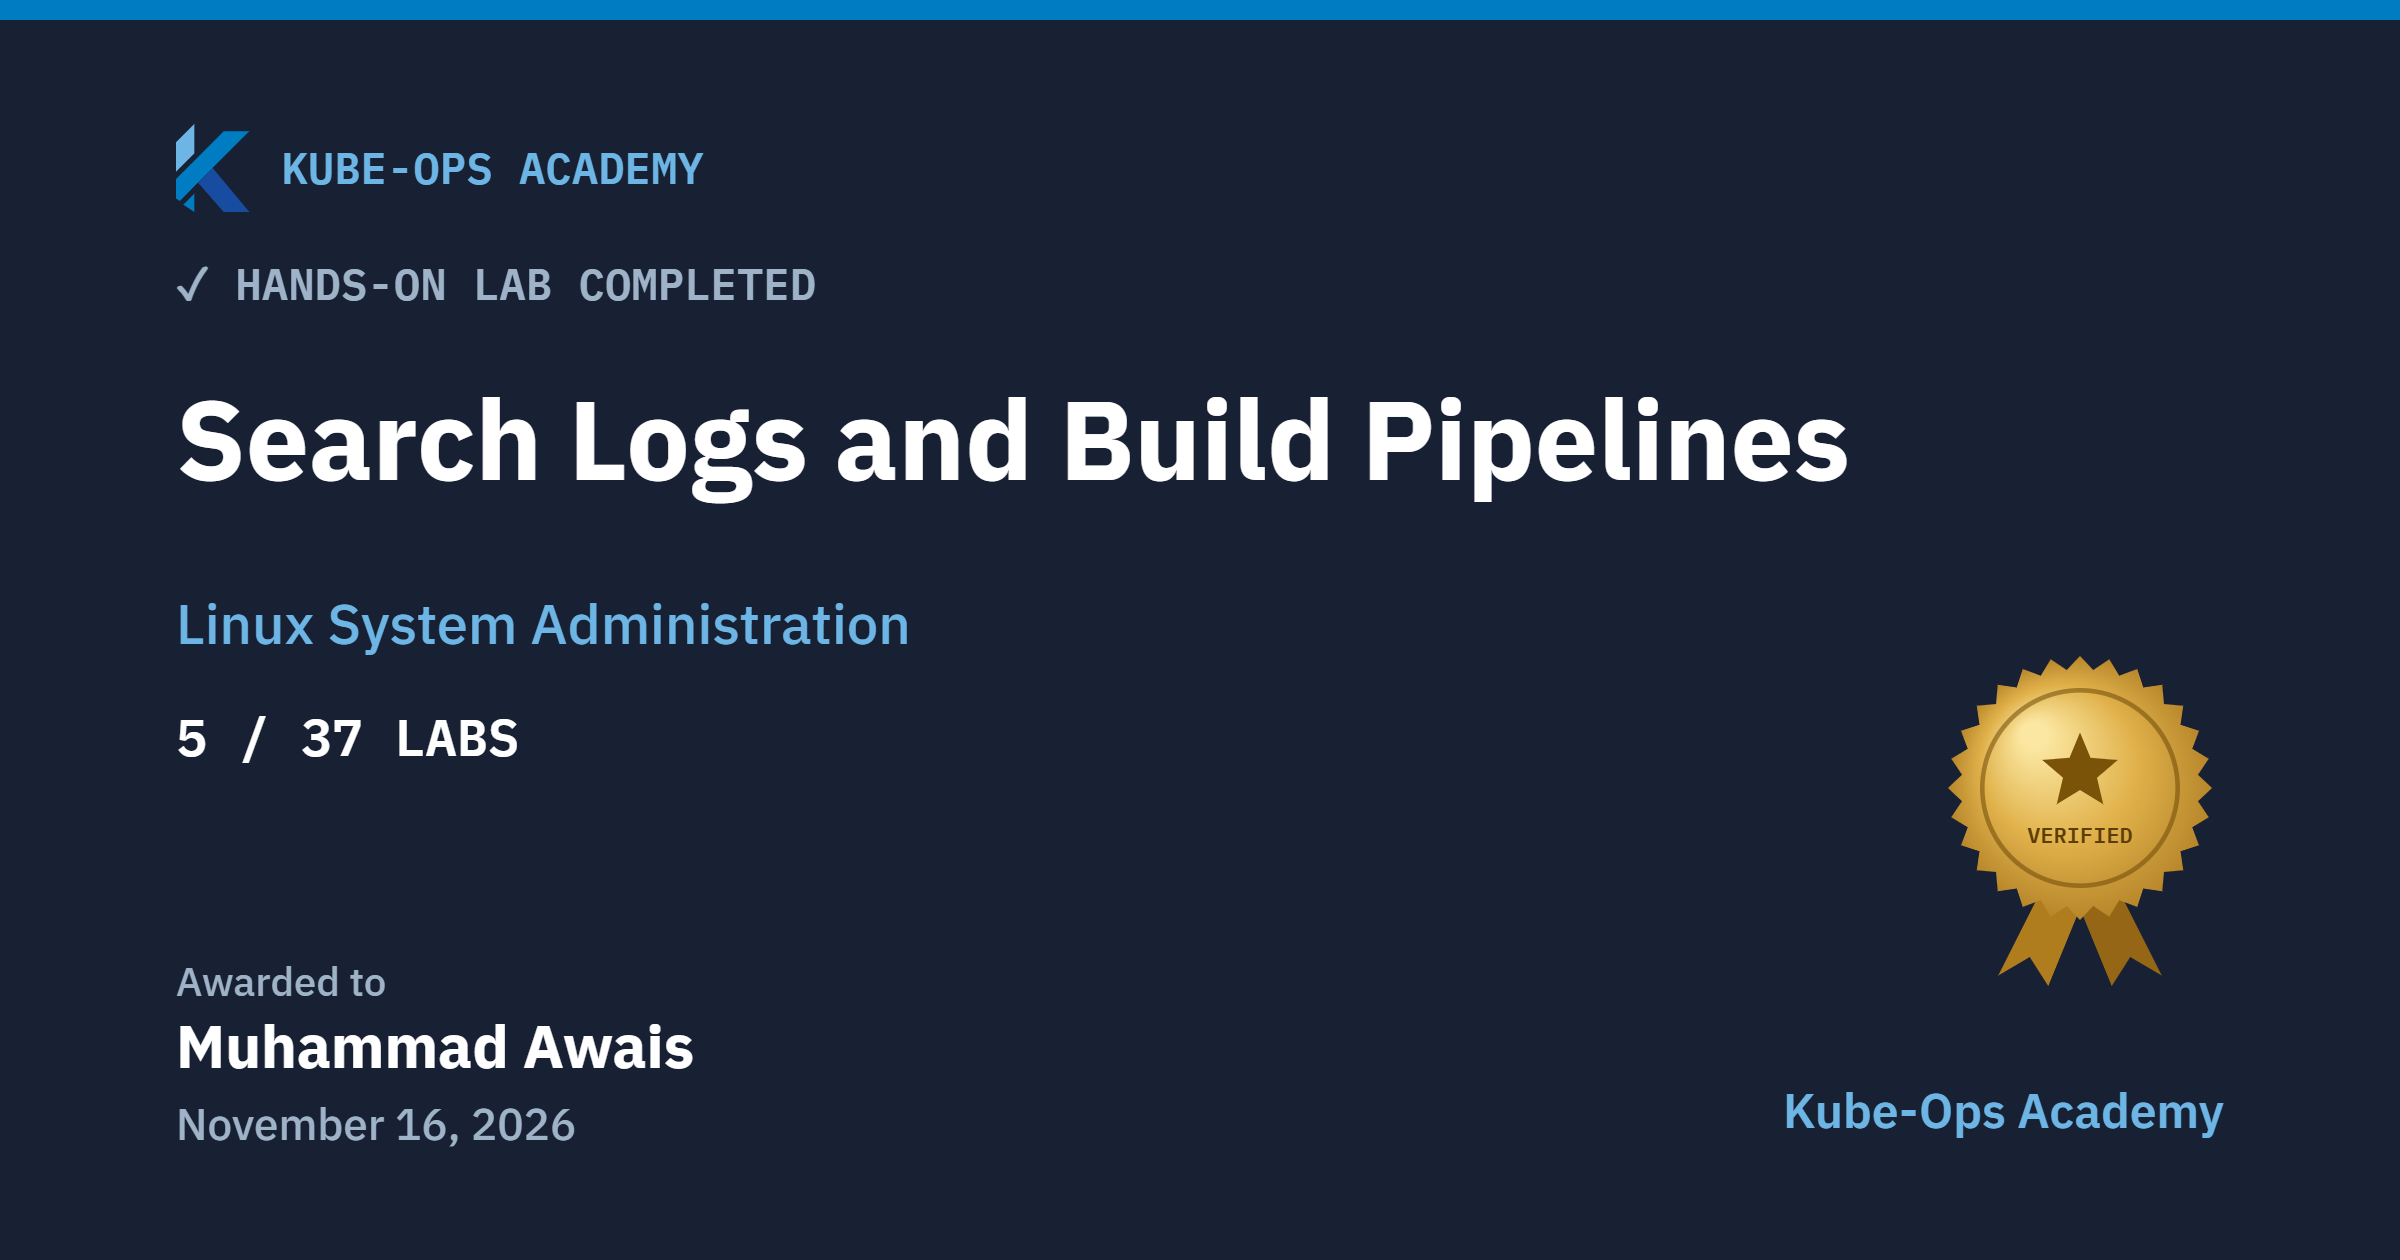 KUBE-OPS ACADEMY
✓ HANDS-ON LAB COMPLETED
Search Logs and Build Pipelines
Linux System Administration
5 / 37 LABS
VERIFIED
Awarded to
Muhammad Awais
November 16, 2026
Kube-Ops Academy